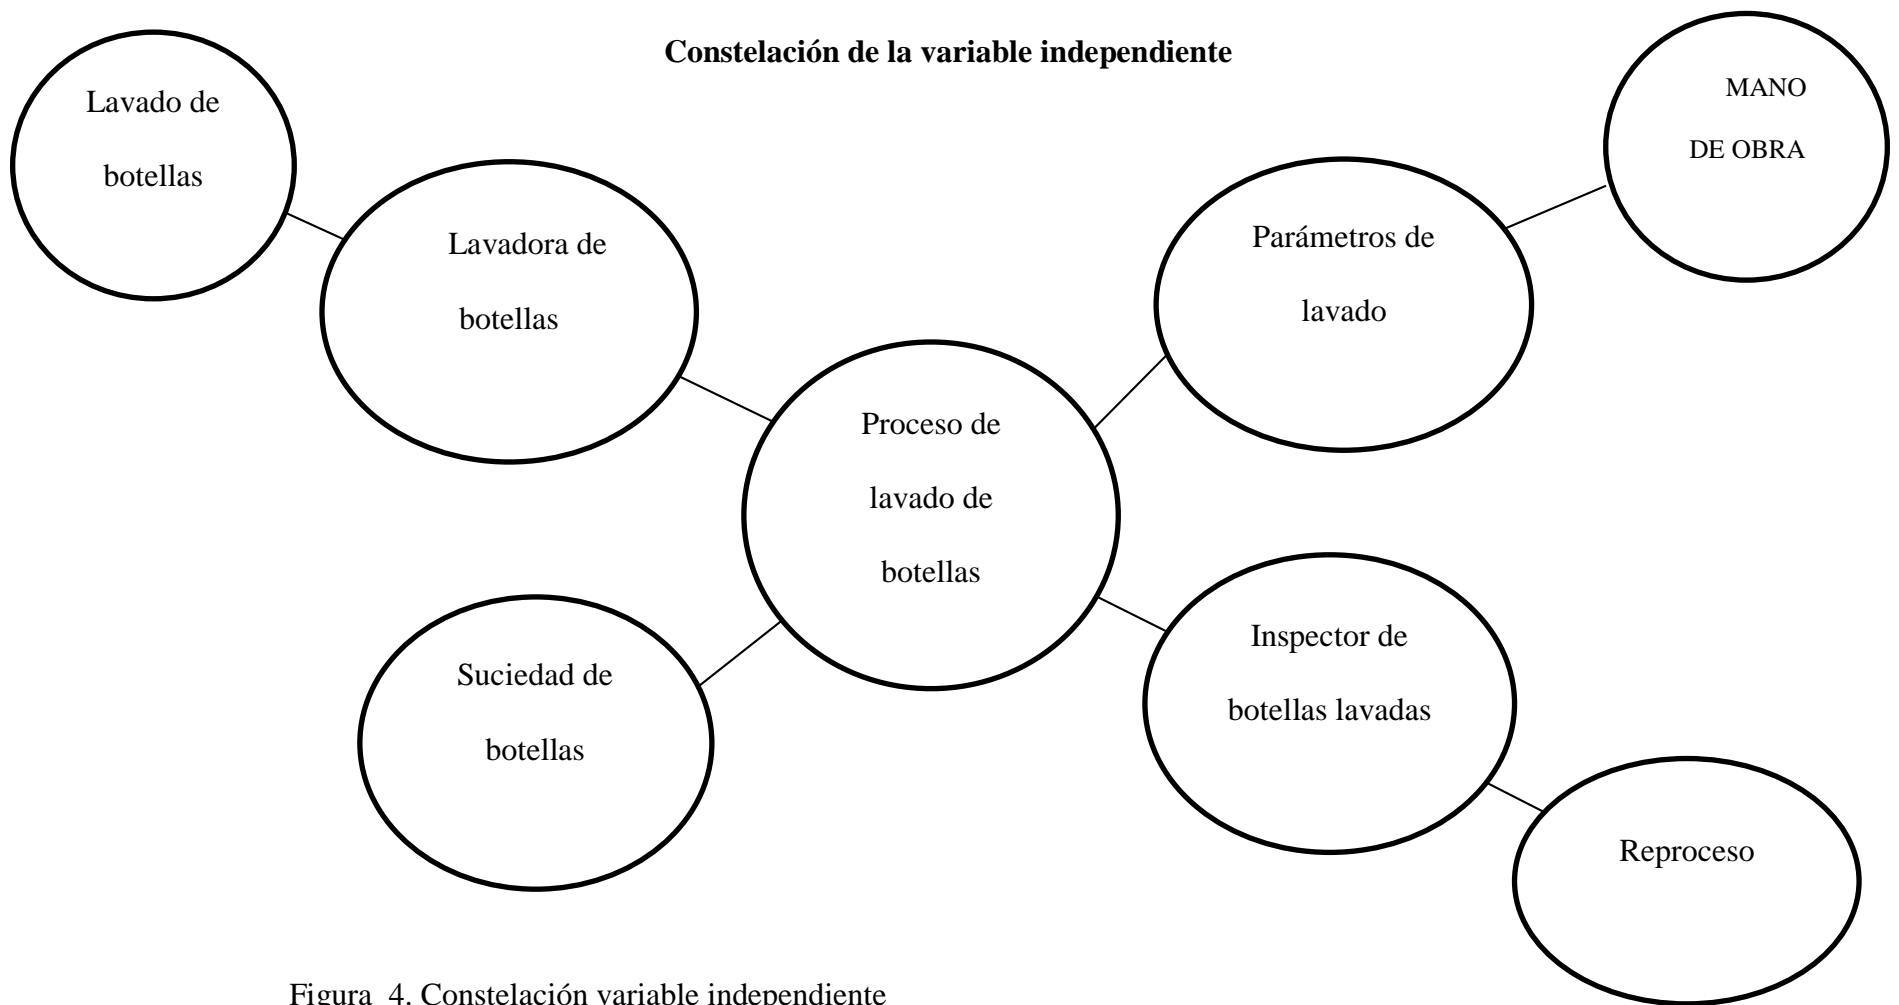 Constelación de la variable independiente
Lavado de
botellas
MANO
DE OBRA
Lavadora de
botellas
Parámetros de
lavado
Proceso de
lavado de
botellas
Suciedad de
botellas
Inspector de
botellas lavadas
Reproceso
Figura  4. Constelación variable independiente